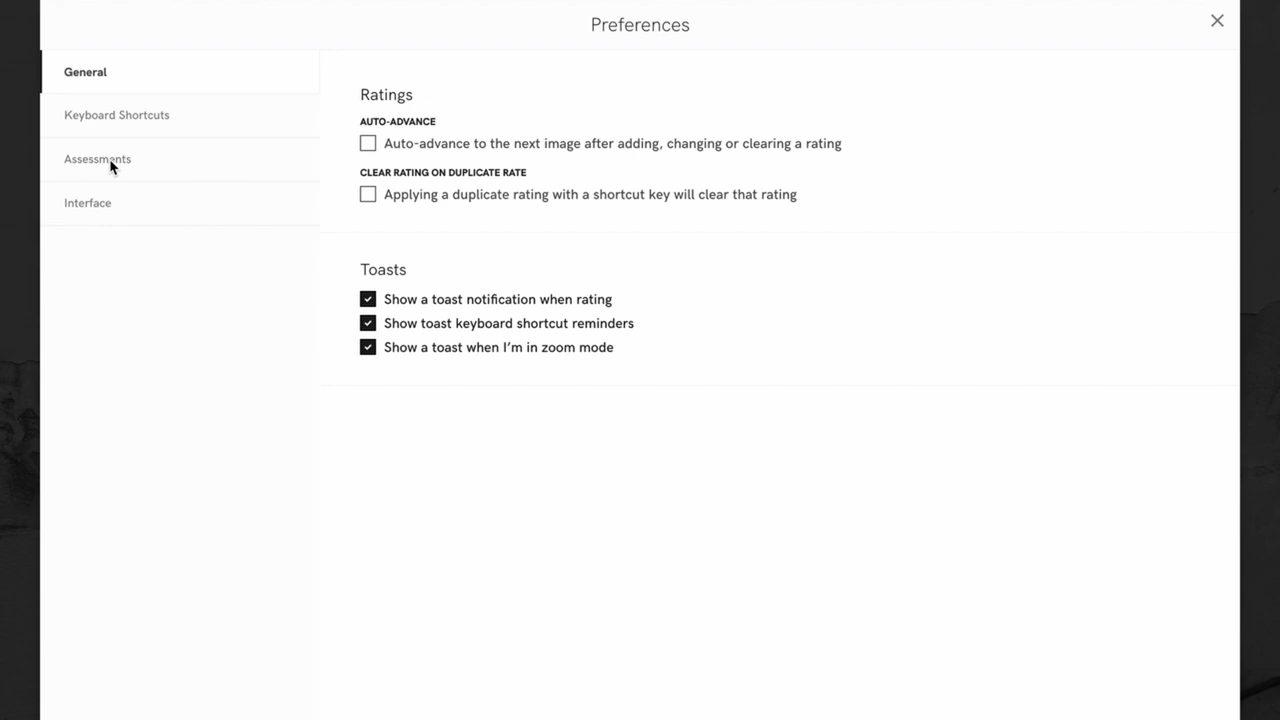 Preferences
General
Keyboard Shortcuts
Assessments
Interface
Ratings
AUTO-ADVANCE
Auto-advance to the next image after adding, changing or clearing a rating
CLEAR RATING ON DUPLICATE RATE
Applying a duplicate rating with a shortcut key will clear that rating
Toasts
Show a toast notification when rating
Show toast keyboard shortcut reminders
Show a toast when I’m in zoom mode